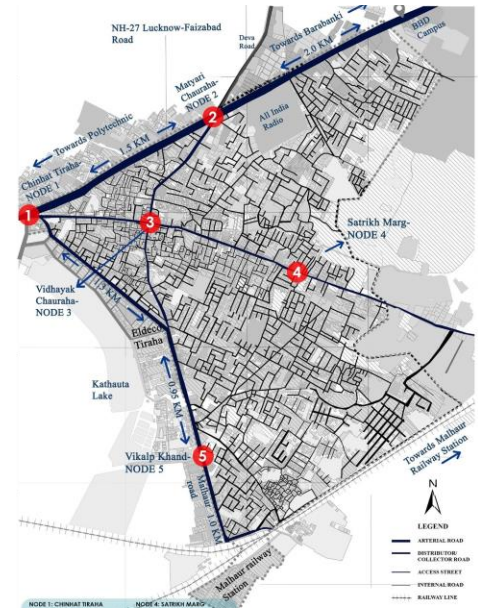 NH-27 Lucknow-Faizabad
Road
Deva
Road
Towards Barabanki
2.0 KM
BBD
Campus
Matyari
Chauraha-
NODE 2
2
All India
Radio
Towards Polytechnic
1.5 KM
Chinhat Tiraha-
NODE 1
1
3
Satrikh Marg-
NODE 4
4
Vidhayak
Chauraha-
NODE 3
1.3 KM
Eldeco
Tiraha
Kathauta
Lake
0.95 KM
Vikalp Khand-
NODE 5
5
Malhaur 1.0 KM
road
Towards Malhaur
Railway Station
Malhaur railway
Station
N
LEGEND
ARTERIAL ROAD
DISTRIBUTOR/
COLLECTOR ROAD
ACCESS STREET
INTERNAL ROAD
RAILWAY LINE
NODE 1: CHINHAT TIRAHA
NODE 4: SATRIKH MARG